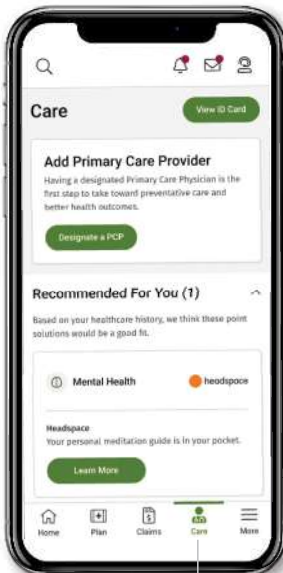 Care
View ID Card
Add Primary Care Provider
Having a designated Primary Care Physician is the
first step to take toward preventative care and
better health outcomes.
Designate a PCP
Recommended For You (1)
Based on your healthcare history, we think these point
solutions would be a good fit.
Mental Health
headspace
Headspace
Your personal meditation guide is in your pocket.
Learn More
Home
Plan
Claims
Care
More